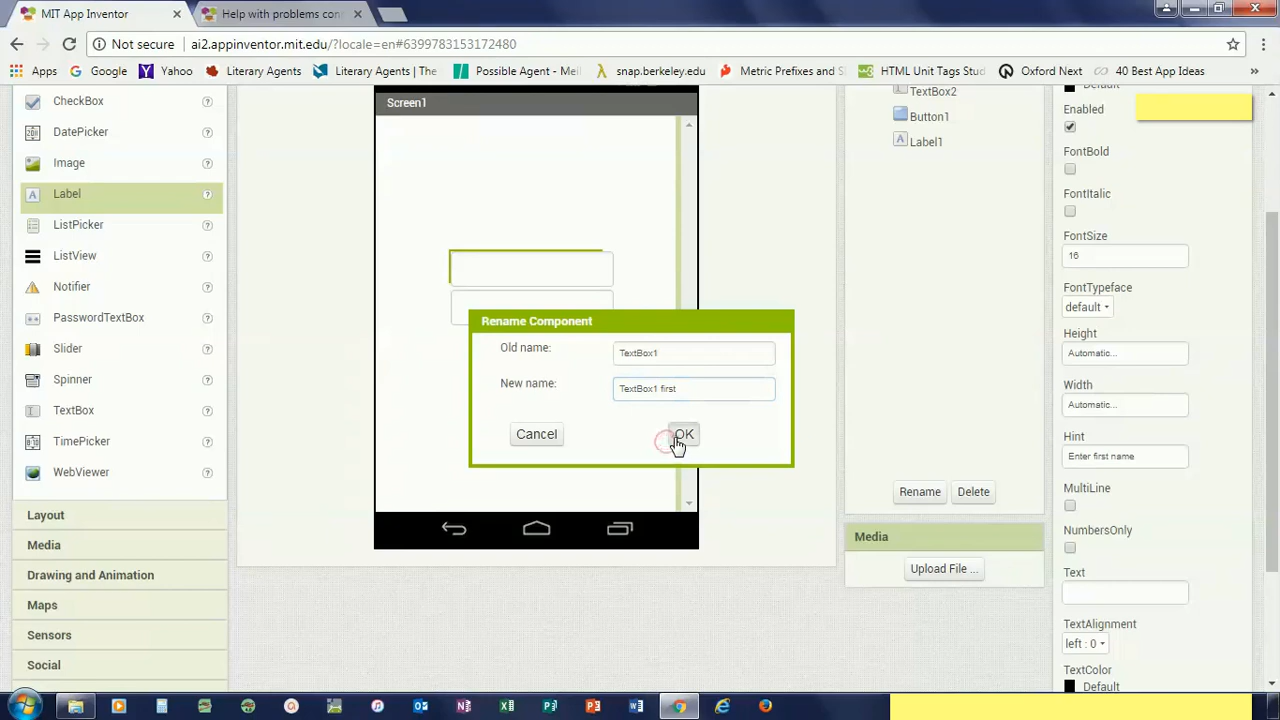 MIT App Inventor
Help with problems con
Not secure
ai2.appinventor.mit.edu/?locale=en#6399783153172480
Apps
Google
Yahoo
Literary Agents
Literary Agents | The
Possible Agent - Mei
snap.berkeley.edu
Metric Prefixes and S
HTML Unit Tags Stud
Oxford Next
40 Best App Ideas
»
CheckBox
?
DatePicker
?
Image
?
Label
?
ListPicker
?
ListView
?
Notifier
?
PasswordTextBox
?
Slider
?
Spinner
?
TextBox
?
TimePicker
?
WebViewer
?
Layout
Media
Drawing and Animation
Maps
Sensors
Social
Screen1
Rename Component
Old name:
TextBox1
New name:
TextBox1 first
Cancel
OK
TextBox2
Button1
Label1
Rename
Delete
Media
Upload File ...
Default
Enabled
FontBold
FontItalic
FontSize
16
FontTypeface
default
Height
Automatic...
Width
Automatic...
Hint
Enter first name
MultiLine
NumbersOnly
Text
TextAlignment
left : 0
TextColor
Default